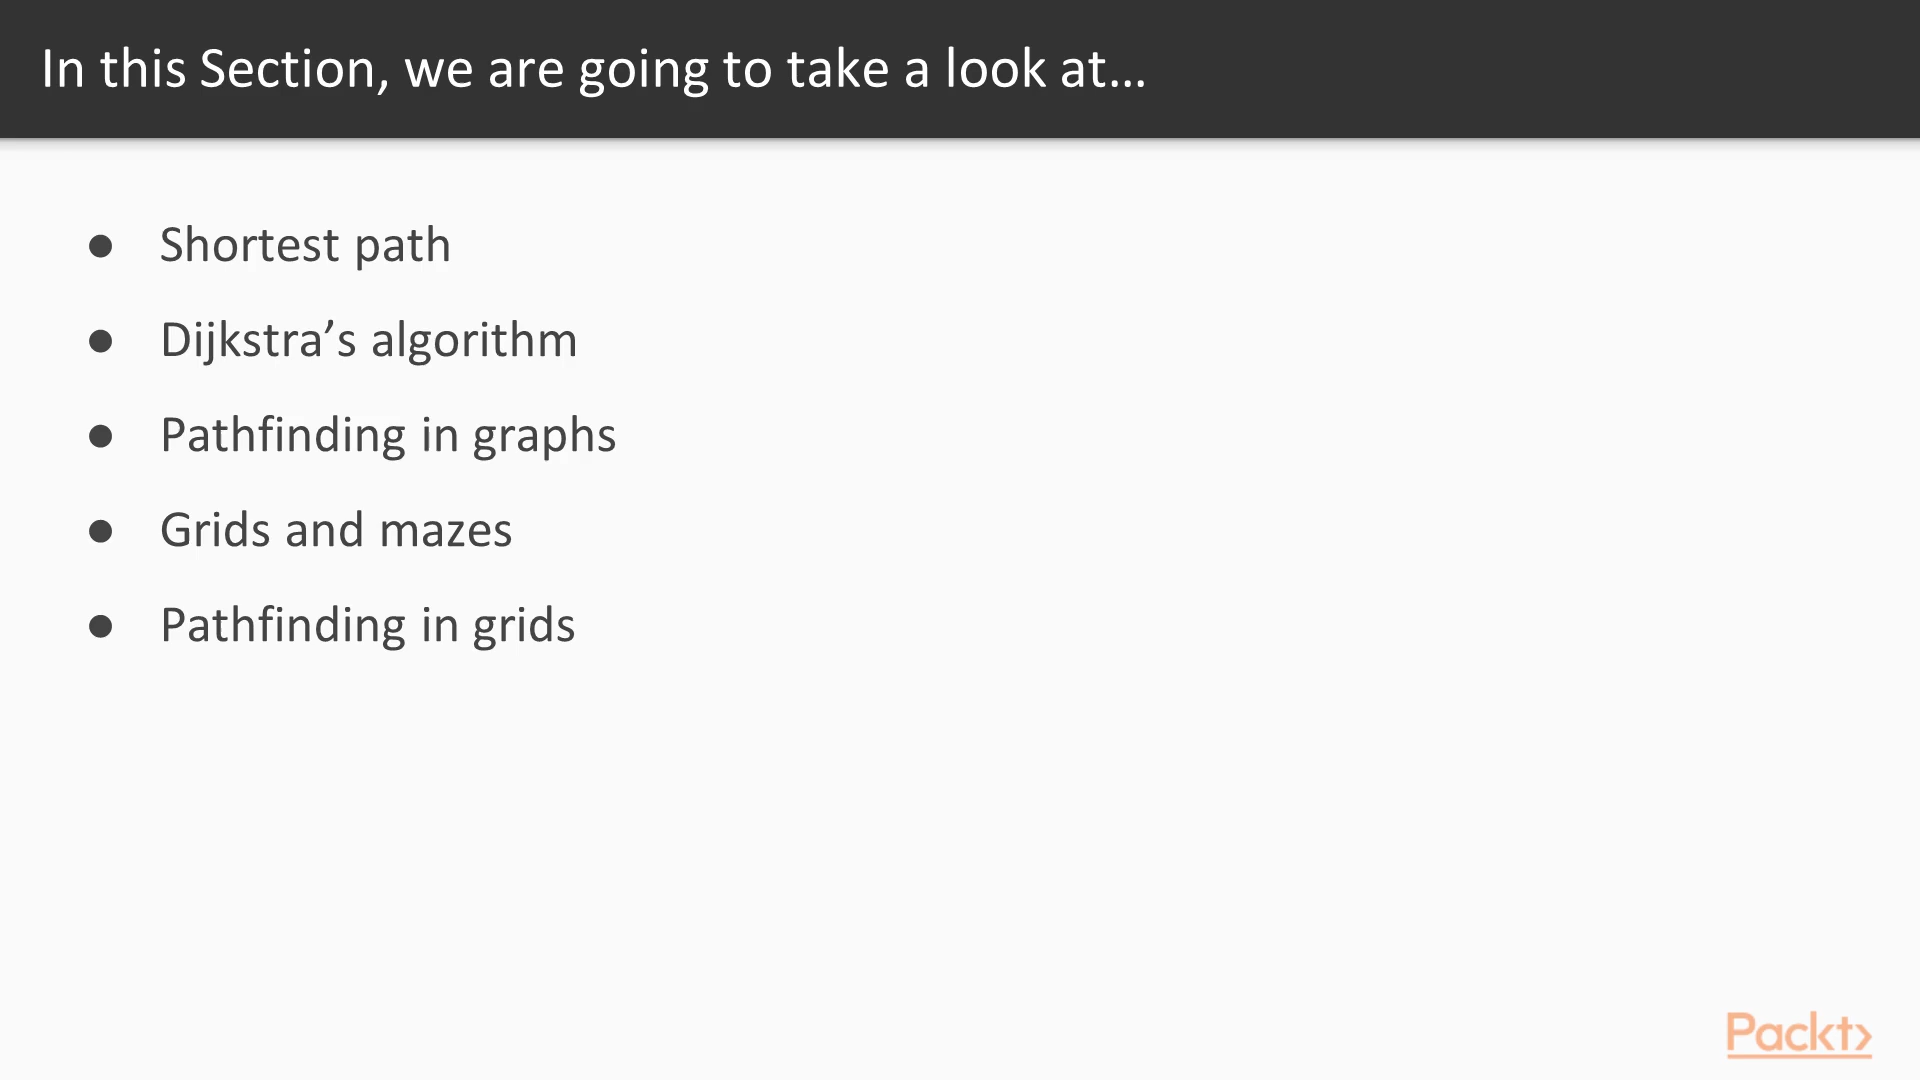 In this Section, we are going to take a look at...
● Shortest path
● Dijkstra’s algorithm
● Pathfinding in graphs
● Grids and mazes
● Pathfinding in grids
Packt>